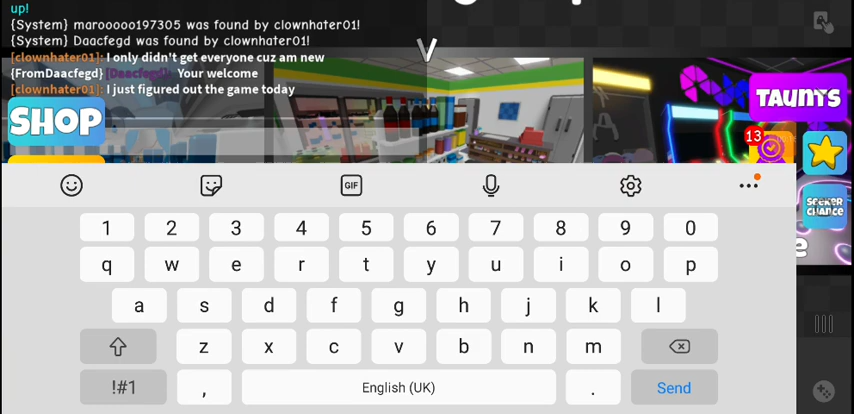 up!
{System} marooooo197305 was found by clownhater01!
{System} Daacfegd was found by clownhater01!
[clownhater01]: I only didn't get everyone cuz am new
{FromDaacfegd} [Daacfegd]: Your welcome
[clownhater01]: I just figured out the game today
SHOP
TAUNTS
13
SEEKER
CHANCE
GIF
1 2 3 4 5 6 7 8 9 0
q w e r t y u i o p
a s d f g h j k l
z x c v b n m
!#1 , English (UK) . Send